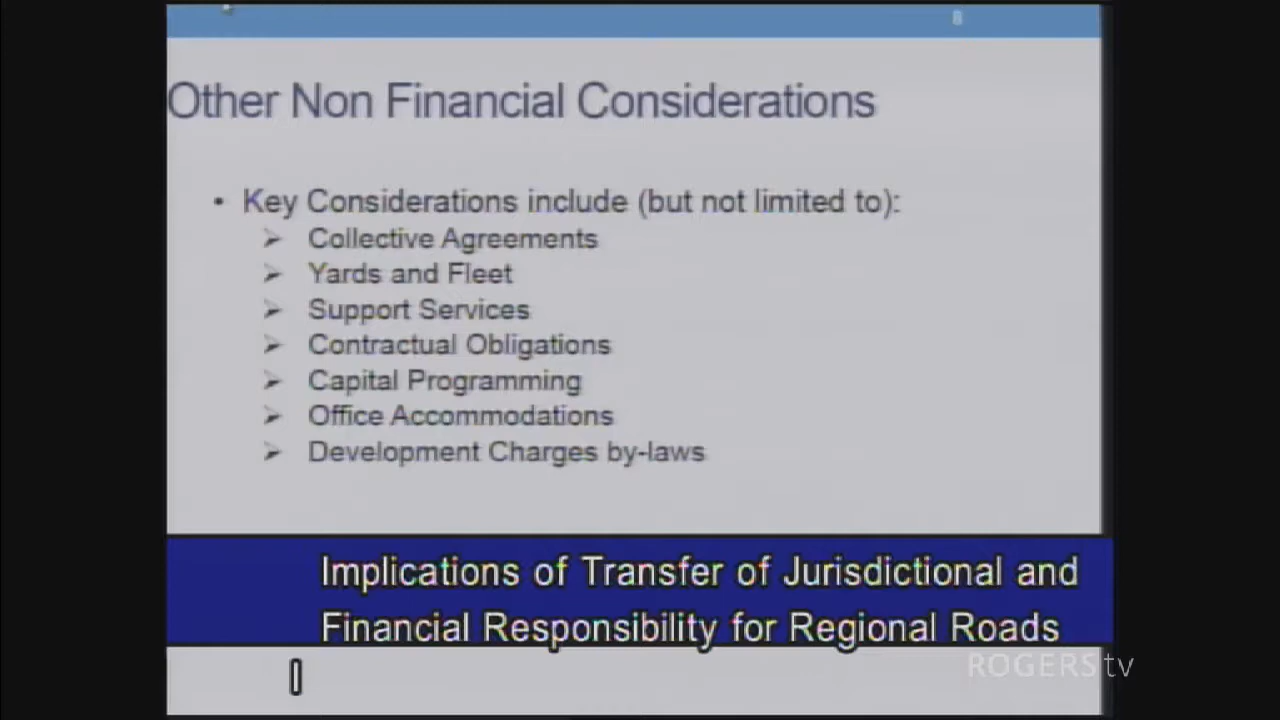 8
Other Non Financial Considerations
• Key Considerations include (but not limited to):
➢ Collective Agreements
➢ Yards and Fleet
➢ Support Services
➢ Contractual Obligations
➢ Capital Programming
➢ Office Accommodations
➢ Development Charges by-laws
Implications of Transfer of Jurisdictional and
Financial Responsibility for Regional Roads
ROGERS tv